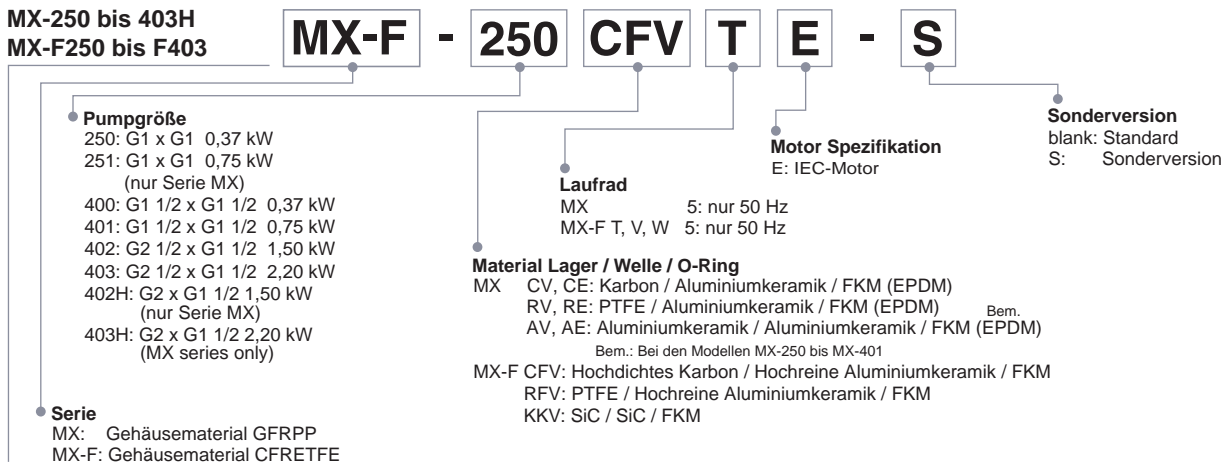 MX-250 bis 403H
MX-F250 bis F403
MX-F - 250 CFV T E - S
Pumpgröße
250: G1 x G1 0,37 kW
251: G1 x G1 0,75 kW
(nur Serie MX)
400: G1 1/2 x G1 1/2 0,37 kW
401: G1 1/2 x G1 1/2 0,75 kW
402: G2 1/2 x G1 1/2 1,50 kW
403: G2 1/2 x G1 1/2 2,20 kW
402H: G2 x G1 1/2 1,50 kW
(nur Serie MX)
403H: G2 x G1 1/2 2,20 kW
(MX series only)
Serie
MX: Gehäusematerial GFRPP
MX-F: Gehäusematerial CFRETFE
Material Lager / Welle / O-Ring
MX CV, CE: Karbon / Aluminiumkeramik / FKM (EPDM)
RV, RE: PTFE / Aluminiumkeramik / FKM (EPDM) Bem.
AV, AE: Aluminiumkeramik / Aluminiumkeramik / FKM (EPDM)
Bem.: Bei den Modellen MX-250 bis MX-401
MX-F CFV: Hochdichtes Karbon / Hochreine Aluminiumkeramik / FKM
RFV: PTFE / Hochreine Aluminiumkeramik / FKM
KKV: SiC / SiC / FKM
Laufrad
MX 5: nur 50 Hz
MX-F T, V, W 5: nur 50 Hz
Motor Spezifikation
E: IEC-Motor
Sonderversion
blank: Standard
S: Sonderversion